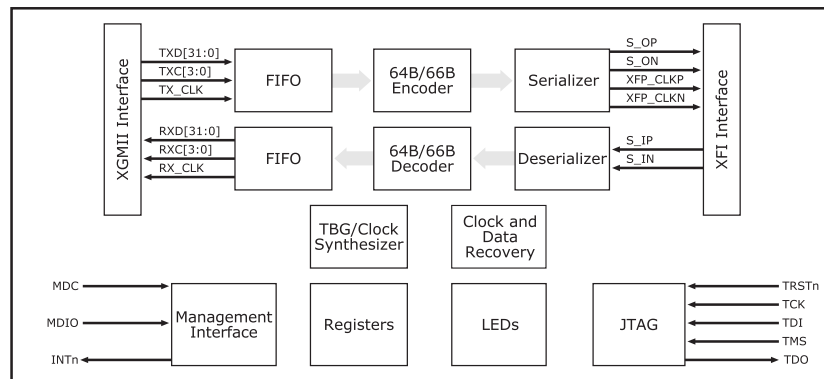 XGMII Interface
TXD[31:0]
TXC[3:0]
TX_CLK
FIFO
64B/66B
Encoder
Serializer
S_OP
S_ON
XFP_CLKP
XFP_CLKN
XFI Interface
RXD[31:0]
RXC[3:0]
RX_CLK
FIFO
64B/66B
Decoder
Deserializer
S_IP
S_IN
TBG/Clock
Synthesizer
Clock and
Data
Recovery
MDC
MDIO
INTn
Management
Interface
Registers
LEDs
JTAG
TRSTn
TCK
TDI
TMS
TDO